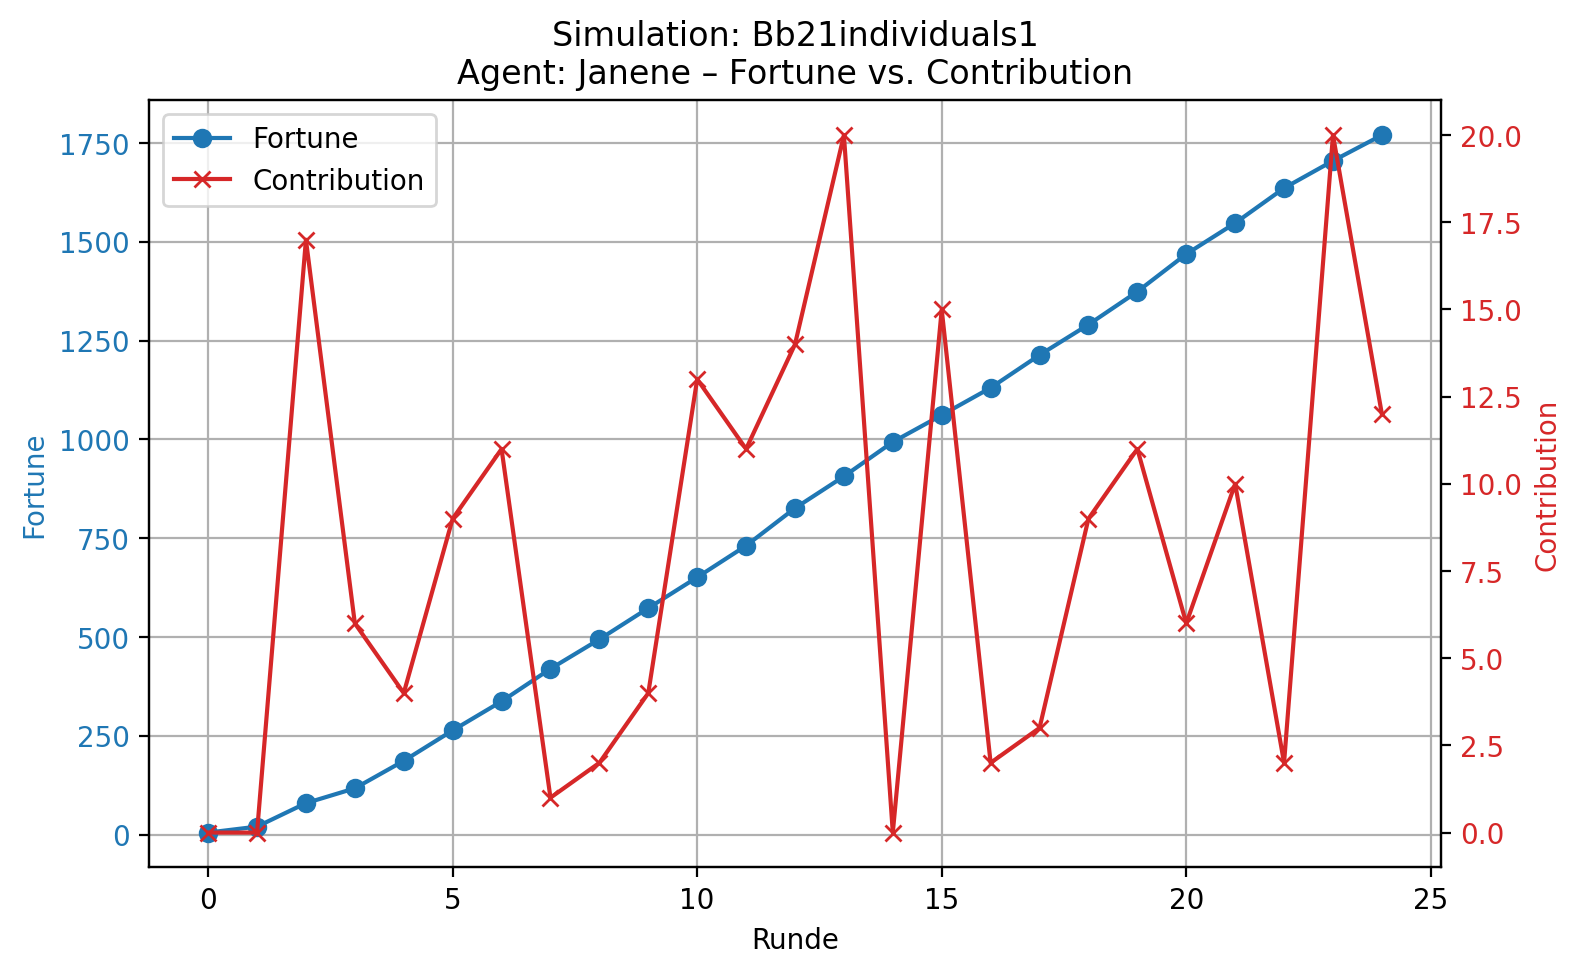 Simulation: Bb21individuals1
Agent: Janene – Fortune vs. Contribution
Fortune
Contribution
1750
1500
1250
1000
750
500
250
0
Fortune
20.0
17.5
15.0
12.5
10.0
7.5
5.0
2.5
0.0
Contribution
0 5 10 15 20 25
Runde